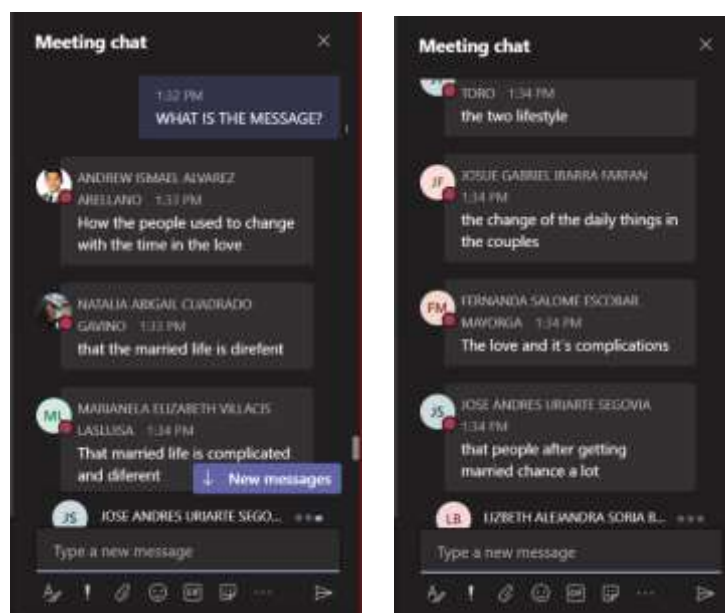 Meeting chat
1:32 PM
WHAT IS THE MESSAGE?
ANDREW ISMAEL ALVAREZ
ARELLANO 1:33 PM
How the people used to change
with the time in the love
NATALIA ABIGAIL CUADRADO
GAVINO 1:33 PM
that the married life is direfent
MARIANELA ELIZABETH VILLACIS
LASLUISA 1:34 PM
ML
That married life is complicated
and diferent
New messages
JS
JOSE ANDRES URIARTE SEGO...
Type a new message
GIF
Meeting chat
TORO 1:34 PM
the two lifestyle
JF
JOSUE GABRIEL IBARRA FARFAN
1:34 PM
the change of the daily things in
the couples
FM
FERNANDA SALOME ESCOBAR
MAYORGA 1:34 PM
The love and it's complications
JS
JOSE ANDRES URIARTE SEGOVIA
1:34 PM
that people after getting
married chance a lot
LB
LIZBETH ALEJANDRA SORIA B...
Type a new message
GIF